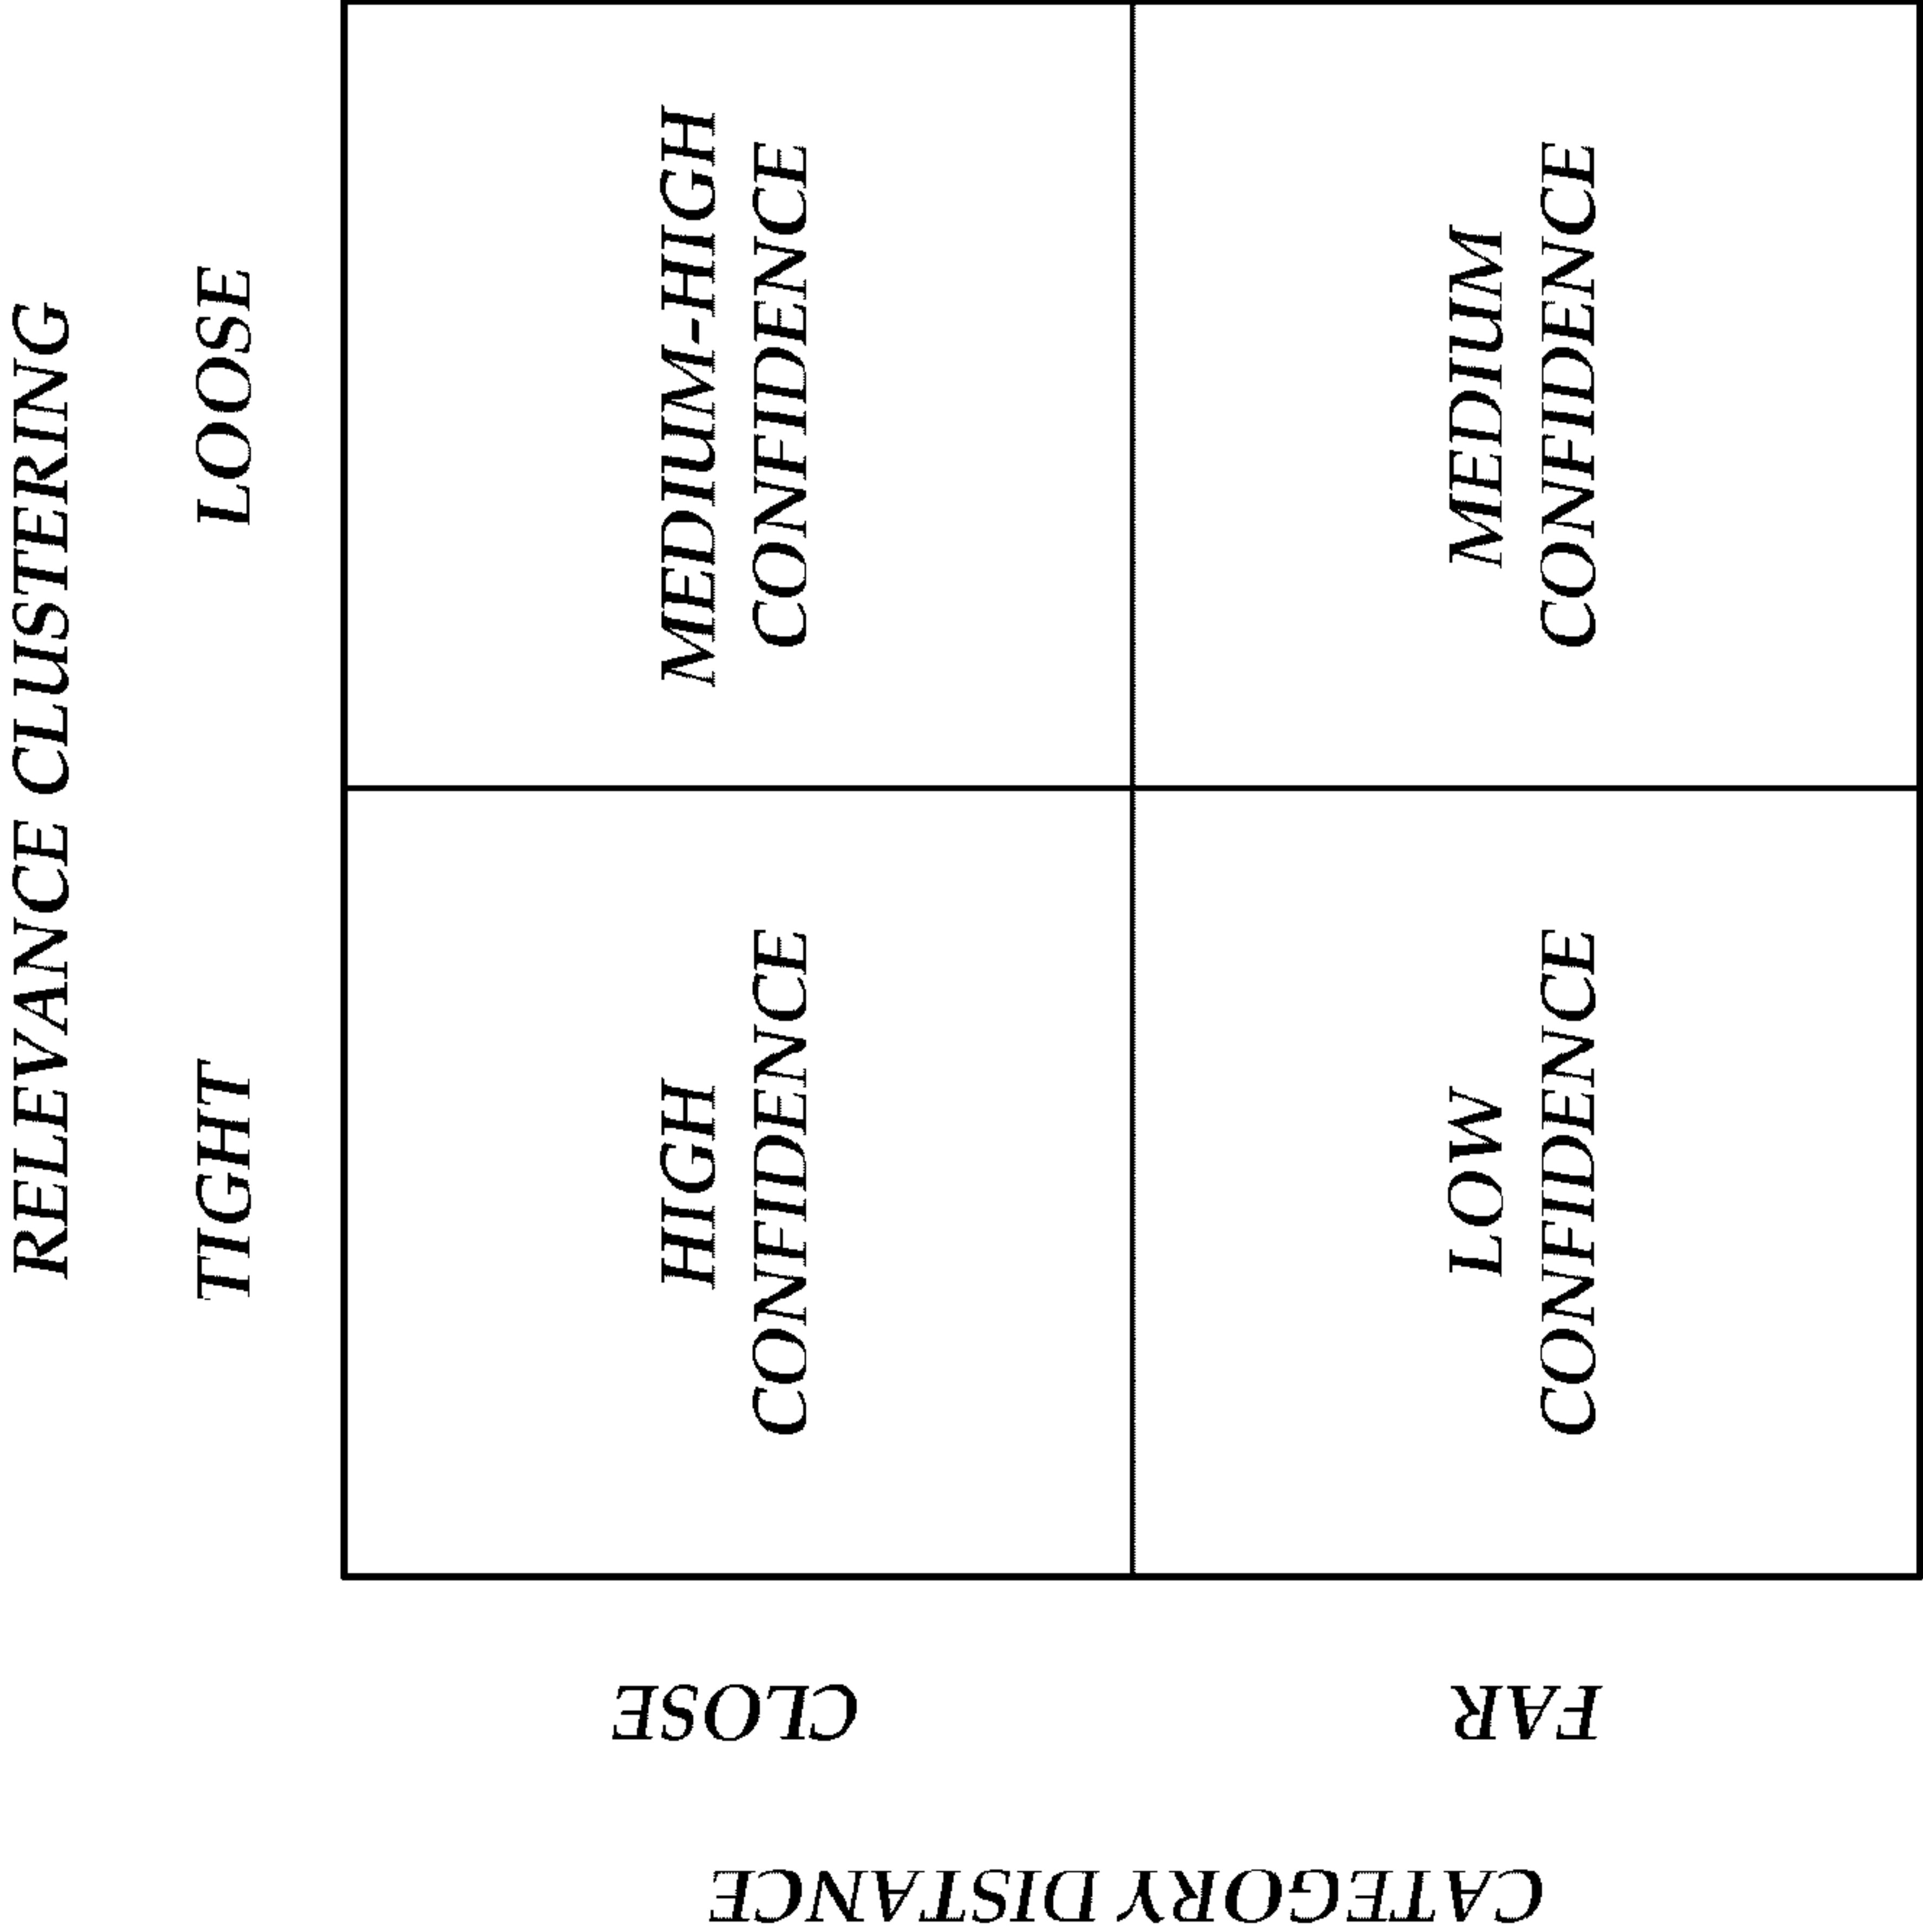 RELEVANCE CLUSTERING
TIGHT
LOOSE
CATEGORY DISTANCE
CLOSE
HIGH
CONFIDENCE
MEDIUM-HIGH
CONFIDENCE
FAR
LOW
CONFIDENCE
MEDIUM
CONFIDENCE